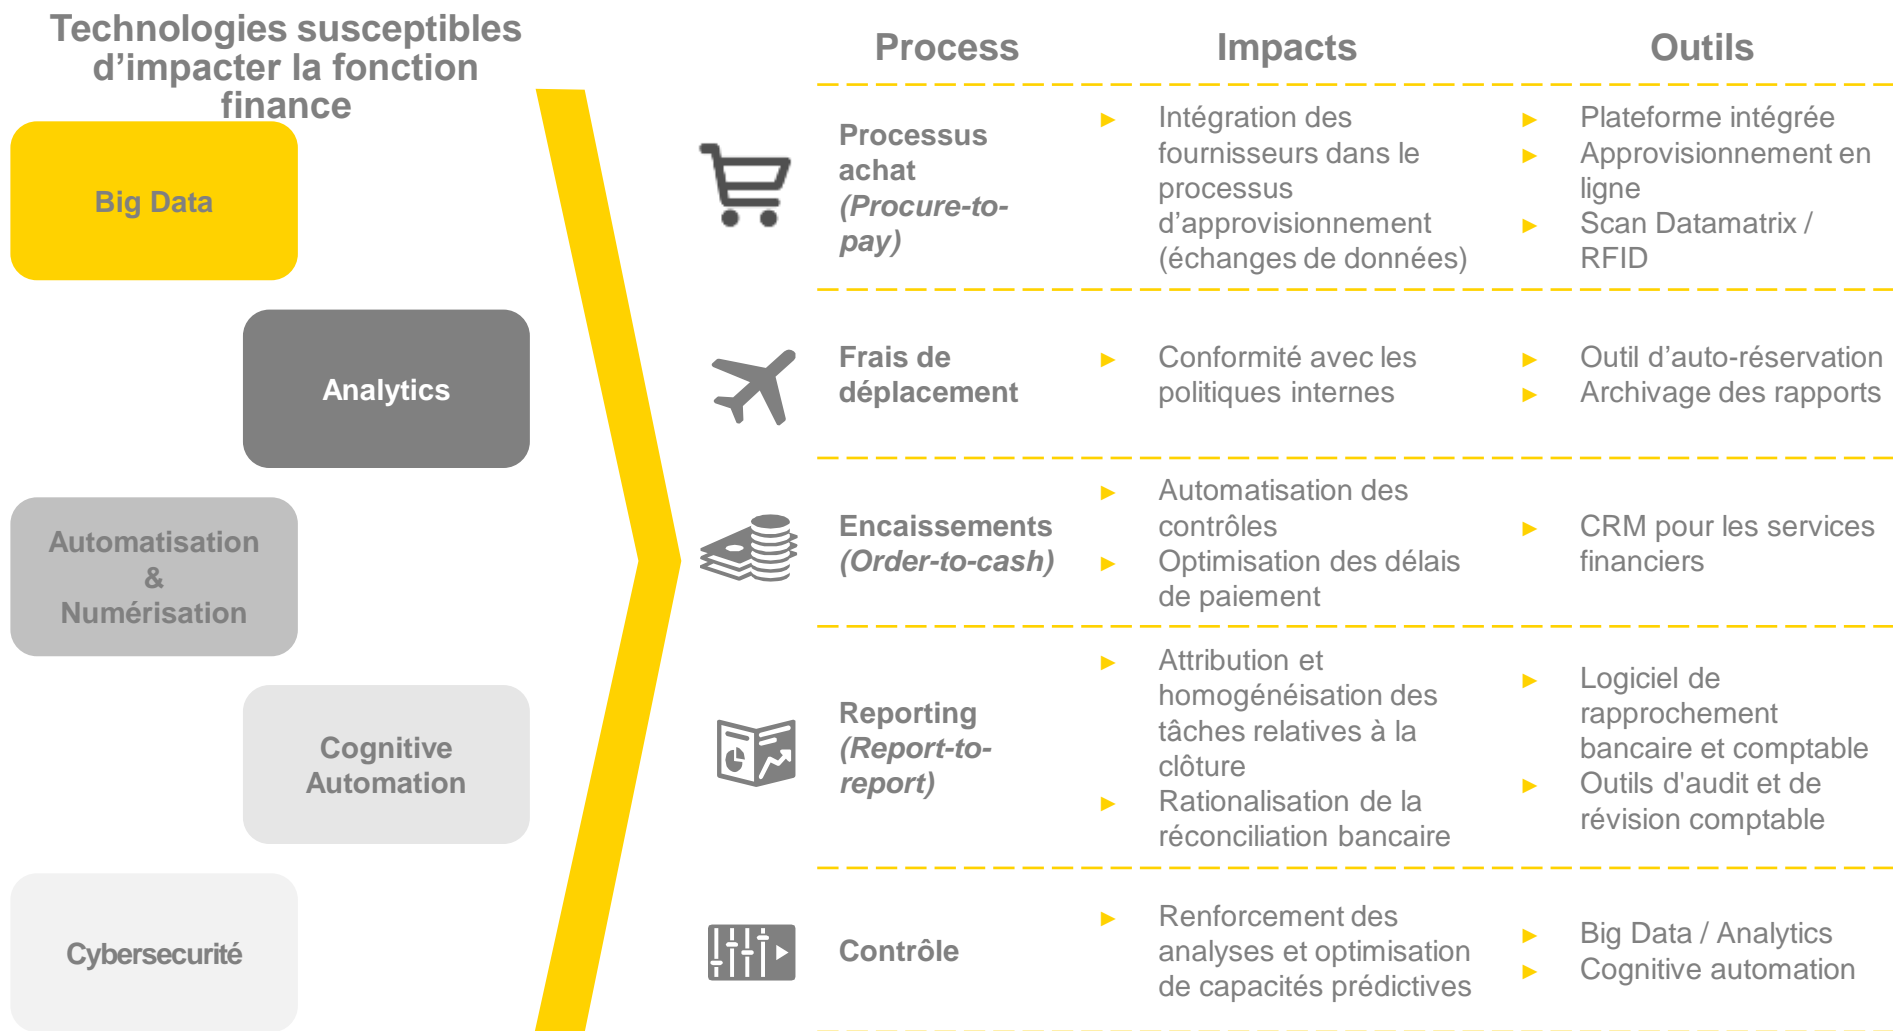 Technologies susceptibles
d’impacter la fonction
finance
Big Data
Analytics
Automatisation
&
Numérisation
Cognitive
Automation
Cybersecurité
Process
Impacts
Outils
Processus
achat
(Procure-to-
pay)
► Intégration des
fournisseurs dans le
processus
d’approvisionnement
(échanges de données)
► Plateforme intégrée
► Approvisionnement en
ligne
► Scan Datamatrix /
RFID
Frais de
déplacement
► Conformité avec les
politiques internes
► Outil d’auto-réservation
► Archivage des rapports
Encaissements
(Order-to-cash)
► Automatisation des
contrôles
► Optimisation des délais
de paiement
► CRM pour les services
financiers
Reporting
(Report-to-
report)
► Attribution et
homogénéisation des
tâches relatives à la
clôture
► Rationalisation de la
réconciliation bancaire
► Logiciel de
rapprochement
bancaire et comptable
► Outils d'audit et de
révision comptable
Contrôle
► Renforcement des
analyses et optimisation
de capacités prédictives
► Big Data / Analytics
► Cognitive automation